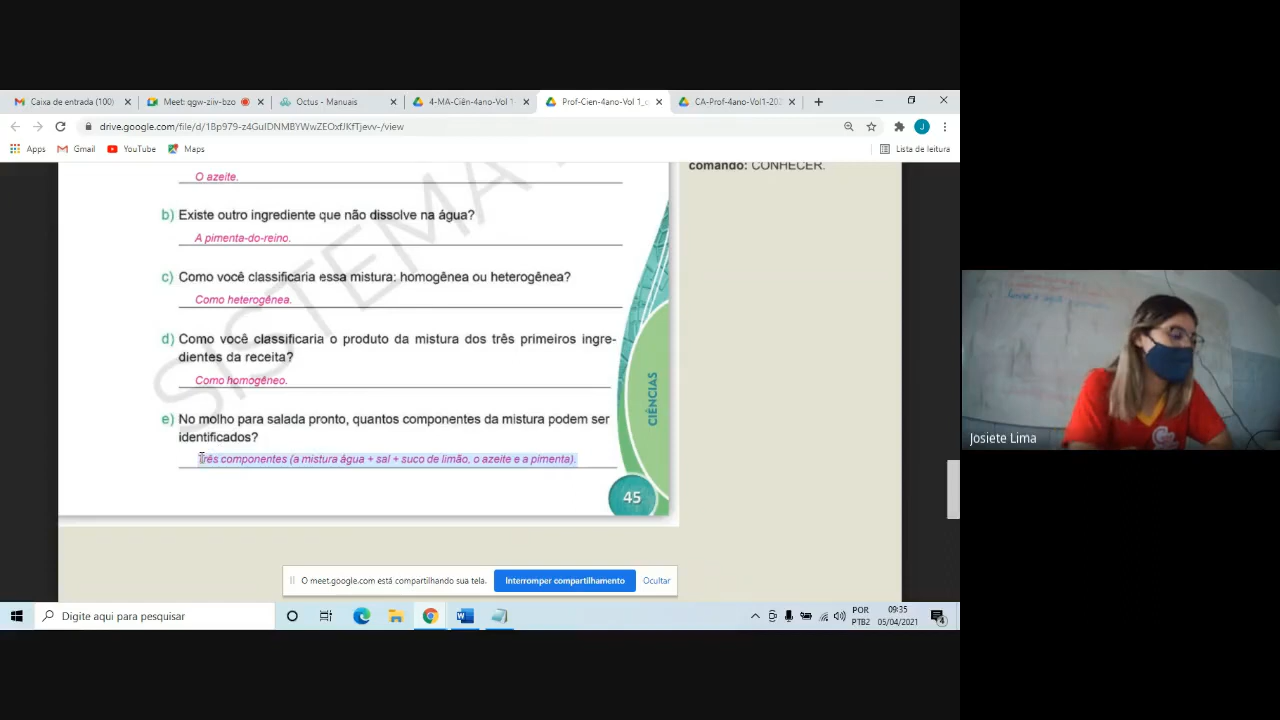 Caixa de entrada (100)
Meet: qgw-ziiv-bzo
Octus - Manuais
4-MA-Ciên-4ano-Vol 1
Prof-Cien-4ano-Vol 1_
CA-Prof-4ano-Vol1-20
drive.google.com/file/d/1Bp979-z4GuIDNMBYWwZEOxfJKfTjevv-/view
Apps
Gmail
YouTube
Maps
Lista de leitura
comando: CONHECER.
O azeite.
b) Existe outro ingrediente que não dissolve na água?
A pimenta-do-reino.
c) Como você classificaria essa mistura: homogênea ou heterogênea?
Como heterogênea.
d) Como você classificaria o produto da mistura dos três primeiros ingre-
dientes da receita?
Como homogêneo.
e) No molho para salada pronto, quantos componentes da mistura podem ser
identificados?
Três componentes (a mistura água + sal + suco de limão, o azeite e a pimenta).
SISTEMA
CIÊNCIAS
45
O meet.google.com está compartilhando sua tela.
Interromper compartilhamento
Ocultar
Digite aqui para pesquisar
POR
PTB2
09:35
05/04/2021
4
Josiete Lima